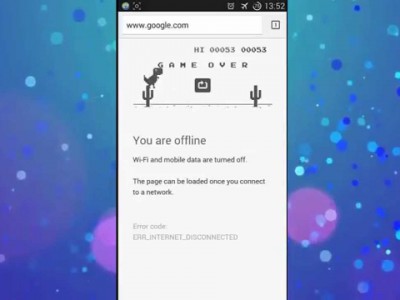 13:52
www.google.com
HI 00053 00053
GAME OVER
You are offline
Wi-Fi and mobile data are turned off.
The page can be loaded once you connect
to a network.
Error code:
ERR_INTERNET_DISCONNECTED